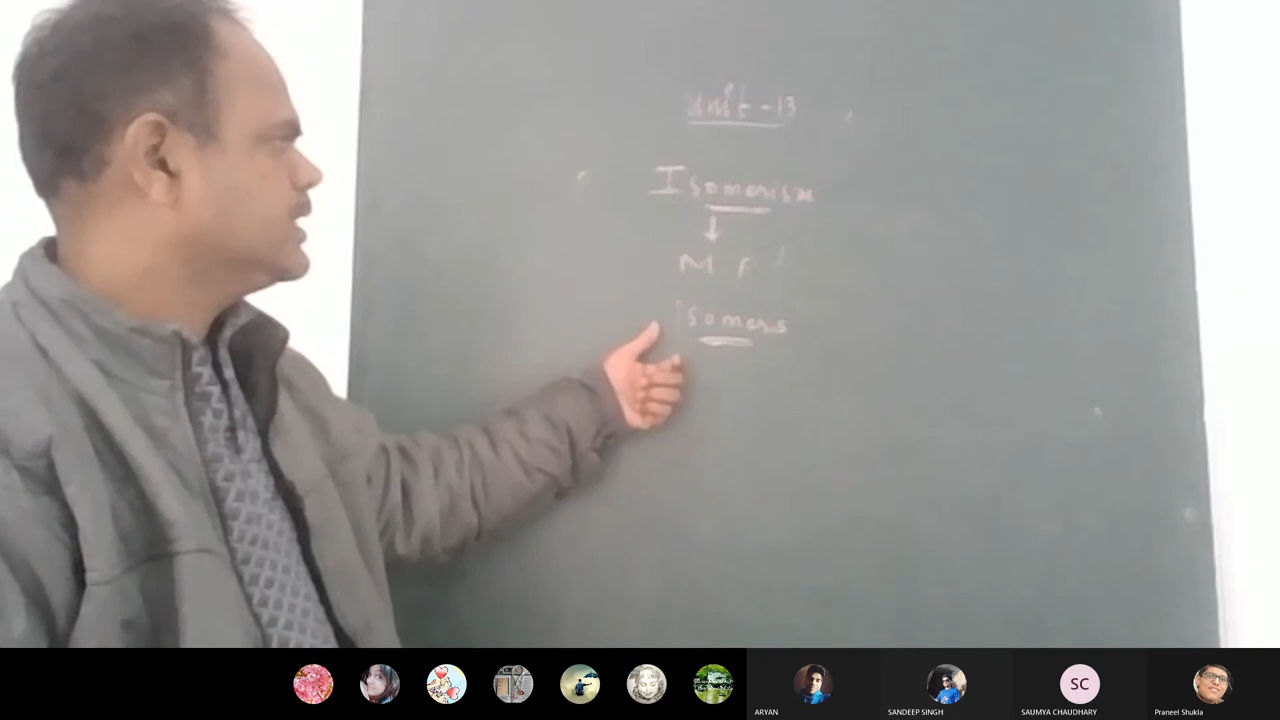 Unit-13
Isomerism
M F
Isomers
SC
ARYAN
SANDEEP SINGH
SAUMYA CHAUDHARY
Praneel Shukla